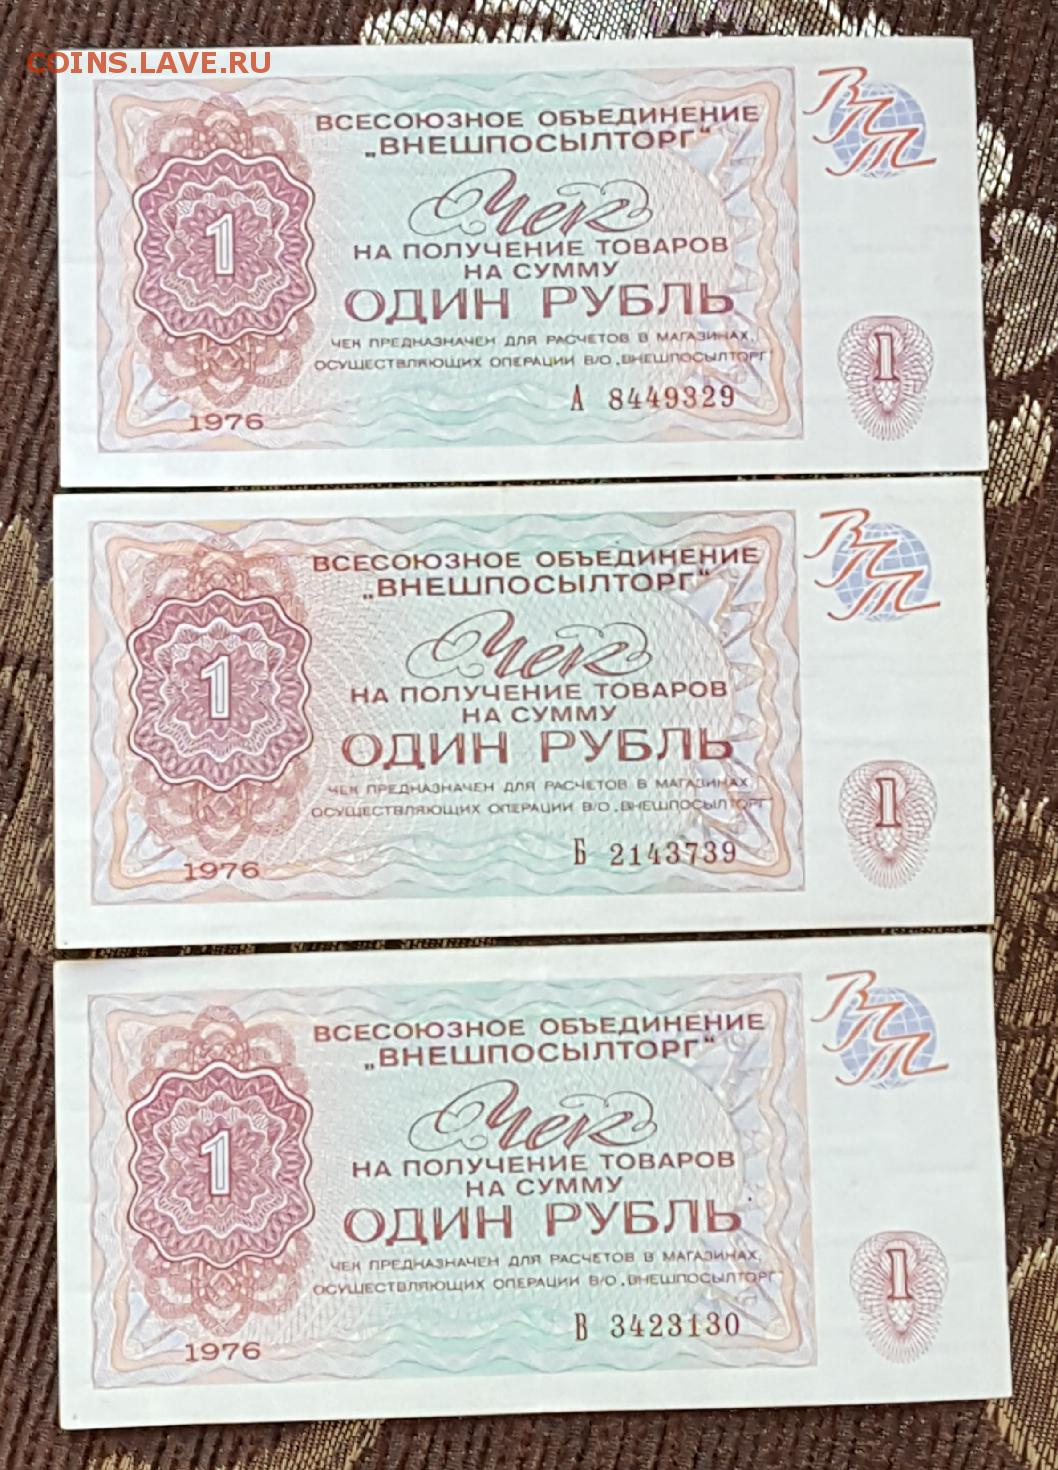 COINS.LAVE.RU
ВСЕСОЮЗНОЕ ОБЪЕДИНЕНИЕ
„ВНЕШПОСЫЛТОРГ“
ВПТ
Чек
НА ПОЛУЧЕНИЕ ТОВАРОВ
НА СУММУ
ОДИН РУБЛЬ
ЧЕК ПРЕДНАЗНАЧЕН ДЛЯ РАСЧЕТОВ В МАГАЗИНАХ,
ОСУЩЕСТВЛЯЮЩИХ ОПЕРАЦИИ В/О „ВНЕШПОСЫЛТОРГ“
1
1
А 8449329
1976
ВСЕСОЮЗНОЕ ОБЪЕДИНЕНИЕ
„ВНЕШПОСЫЛТОРГ“
ВПТ
Чек
НА ПОЛУЧЕНИЕ ТОВАРОВ
НА СУММУ
ОДИН РУБЛЬ
ЧЕК ПРЕДНАЗНАЧЕН ДЛЯ РАСЧЕТОВ В МАГАЗИНАХ,
ОСУЩЕСТВЛЯЮЩИХ ОПЕРАЦИИ В/О „ВНЕШПОСЫЛТОРГ“
1
1
Б 2143739
1976
ВСЕСОЮЗНОЕ ОБЪЕДИНЕНИЕ
„ВНЕШПОСЫЛТОРГ“
ВПТ
Чек
НА ПОЛУЧЕНИЕ ТОВАРОВ
НА СУММУ
ОДИН РУБЛЬ
ЧЕК ПРЕДНАЗНАЧЕН ДЛЯ РАСЧЕТОВ В МАГАЗИНАХ,
ОСУЩЕСТВЛЯЮЩИХ ОПЕРАЦИИ В/О „ВНЕШПОСЫЛТОРГ“
1
1
В 3423130
1976